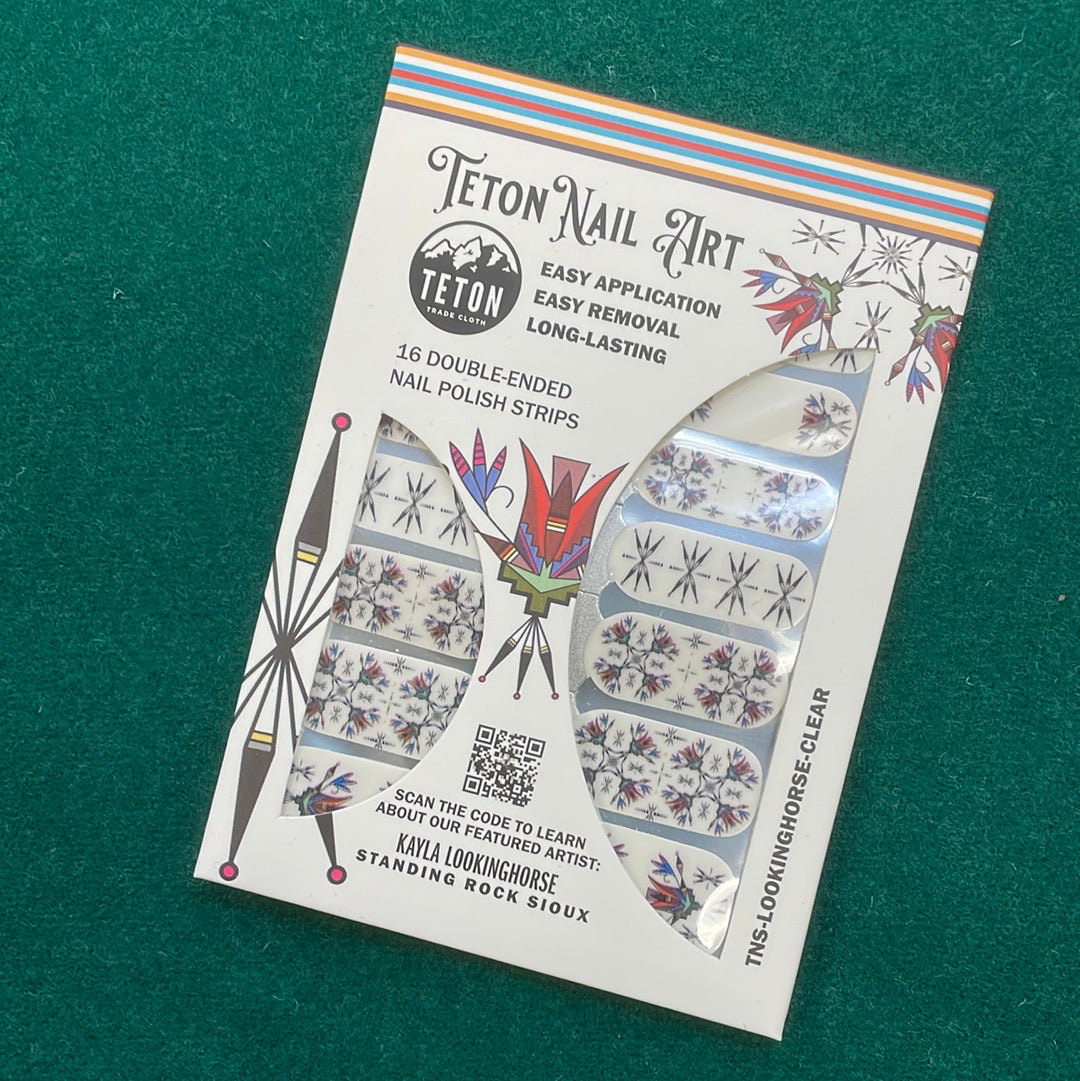 TETON NAIL ART
TETON
TRADE CLOTH
EASY APPLICATION
EASY REMOVAL
LONG-LASTING
16 DOUBLE-ENDED
NAIL POLISH STRIPS
SCAN THE CODE TO LEARN
ABOUT OUR FEATURED ARTIST:
KAYLA LOOKINGHORSE
STANDING ROCK SIOUX
TNS-LOOKINGHORSE-CLEAR